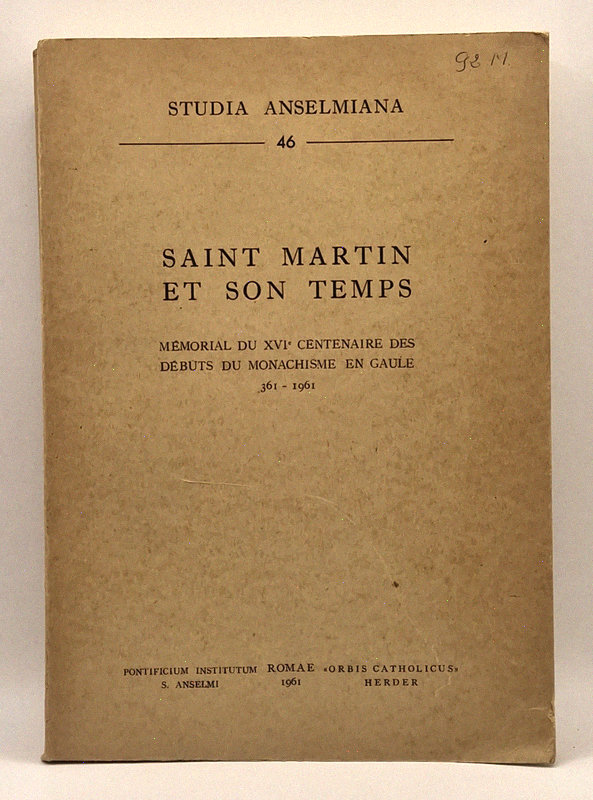 92 M.
STUDIA ANSELMIANA
46
SAINT MARTIN
ET SON TEMPS
MÉMORIAL DU XVIᵉ CENTENAIRE DES
DÉBUTS DU MONACHISME EN GAULE
361 - 1961
PONTIFICIUM INSTITUTUM ROMAE «ORBIS CATHOLICUS»
S. ANSELMI 1961 HERDER